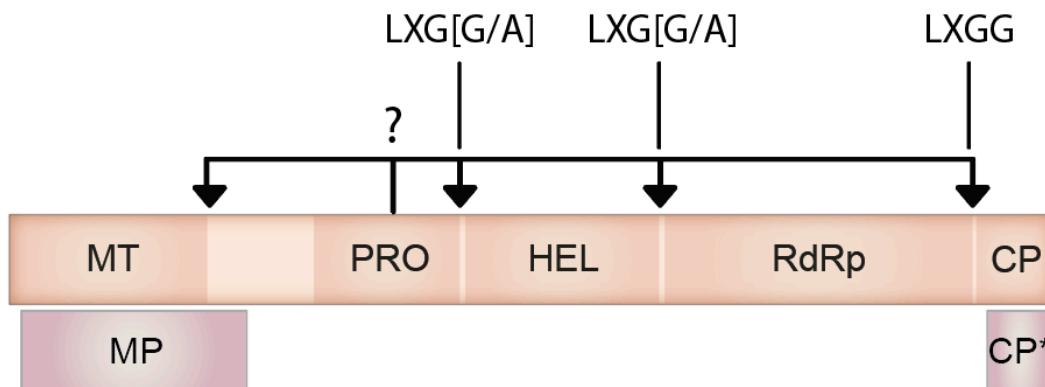 LXG[G/A] LXG[G/A] LXGG
?
MT PRO HEL RdRp CP
MP CP*